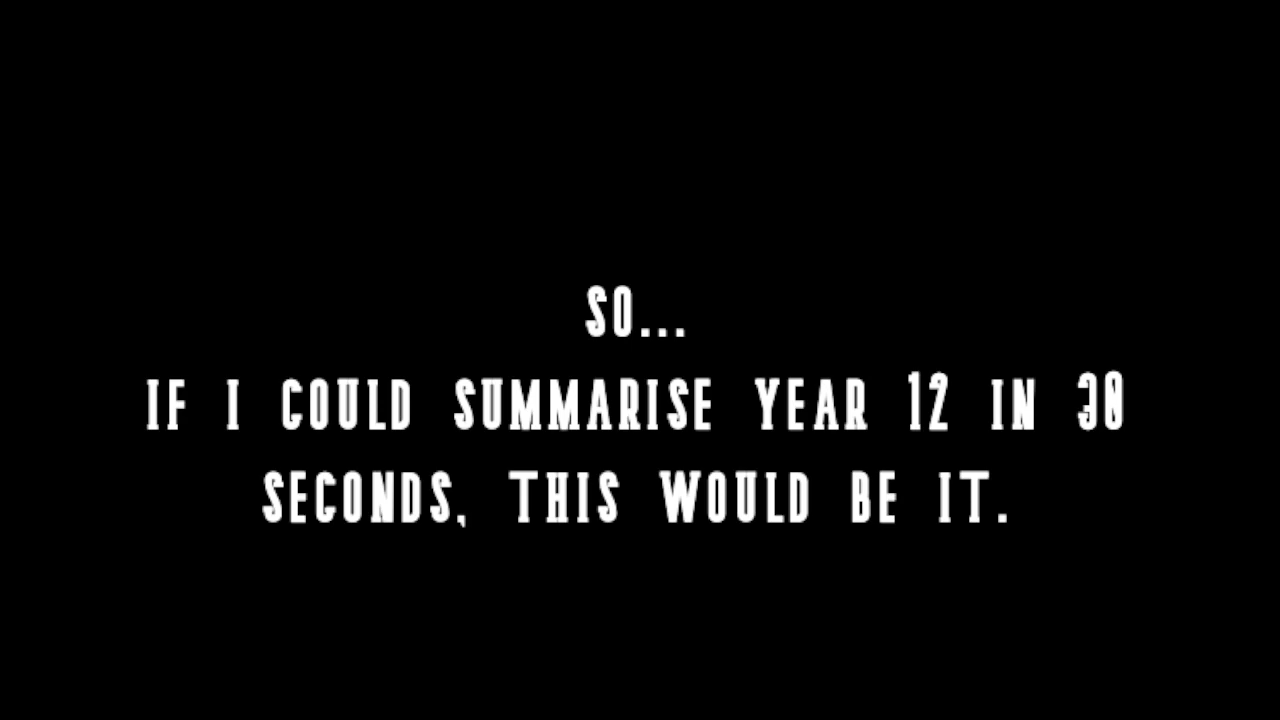 SO...
IF I COULD SUMMARISE YEAR 12 IN 30
SECONDS, THIS WOULD BE IT.